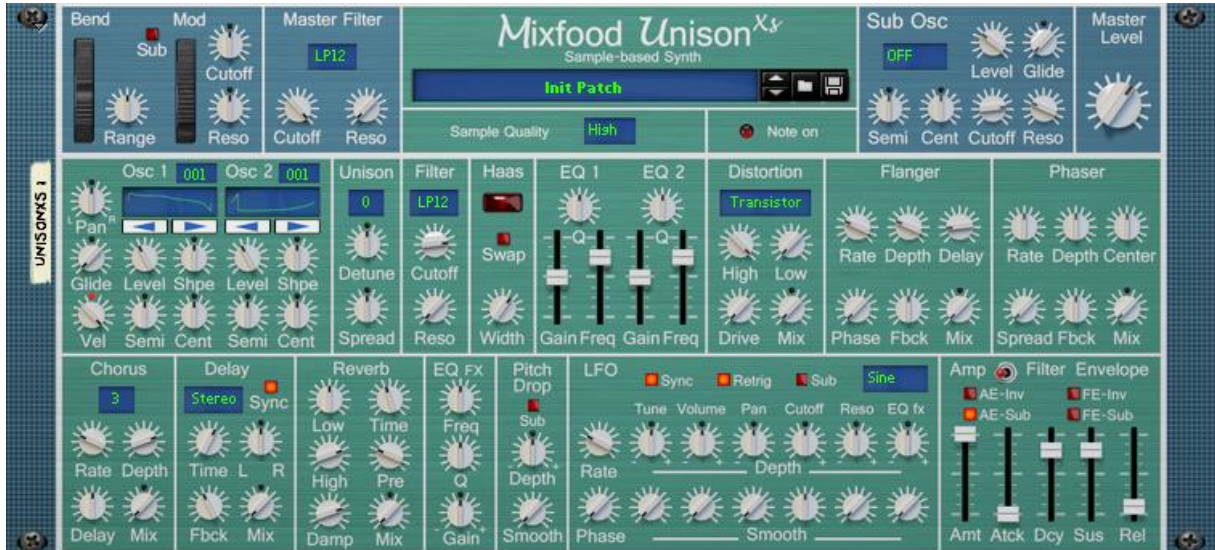 Bend
Mod
Sub
Cutoff
Range
Reso
Master Filter
LP12
Cutoff
Reso
Mixfood Unison Xs
Sample-based Synth
Init Patch
Sample Quality
High
Note on
Sub Osc
OFF
Level Glide
Semi Cent Cutoff Reso
Master
Level
UNISONXS 1
Osc 1 001 Osc 2 001
L R
Pan
Glide Level Shpe Level Shpe
Vel Semi Cent Semi Cent
Unison
0
Detune
Spread
Filter
LP12
Cutoff
Reso
Haas
Swap
Width
EQ 1 EQ 2
Q Q
Gain Freq Gain Freq
Distortion
Transistor
High Low
Drive Mix
Flanger
Rate Depth Delay
Phase Fbck Mix
Phaser
Rate Depth Center
Spread Fbck Mix
Chorus
3
Rate Depth
Delay Mix
Delay
Stereo
Sync
Time L R
Fbck Mix
Reverb
Low Time
High Pre
Damp Mix
EQ FX
Freq
Q
- +
Gain
Pitch
Drop
Sub
- +
Depth
Smooth
LFO
Sync Retrig Sub Sine
Tune Volume Pan Cutoff Reso EQ fx
Rate
- + - + - + - + - + - +
Depth
Phase
Smooth
Amp Filter Envelope
AE-Inv FE-Inv
AE-Sub FE-Sub
Amt Atck Dcy Sus Rel